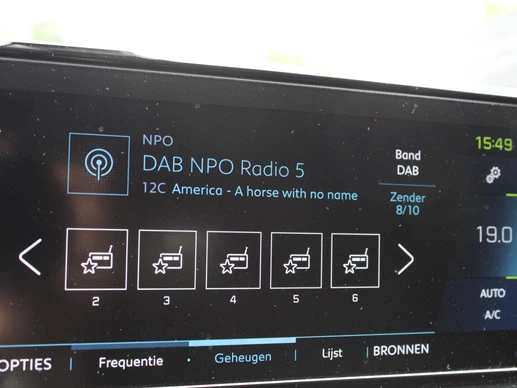 NPO
DAB NPO Radio 5
12C America - A horse with no name
Band
DAB
Zender
8/10
15:49
19.0
AUTO
A/C
2 3 4 5 6
OPTIES Frequentie Geheugen Lijst BRONNEN